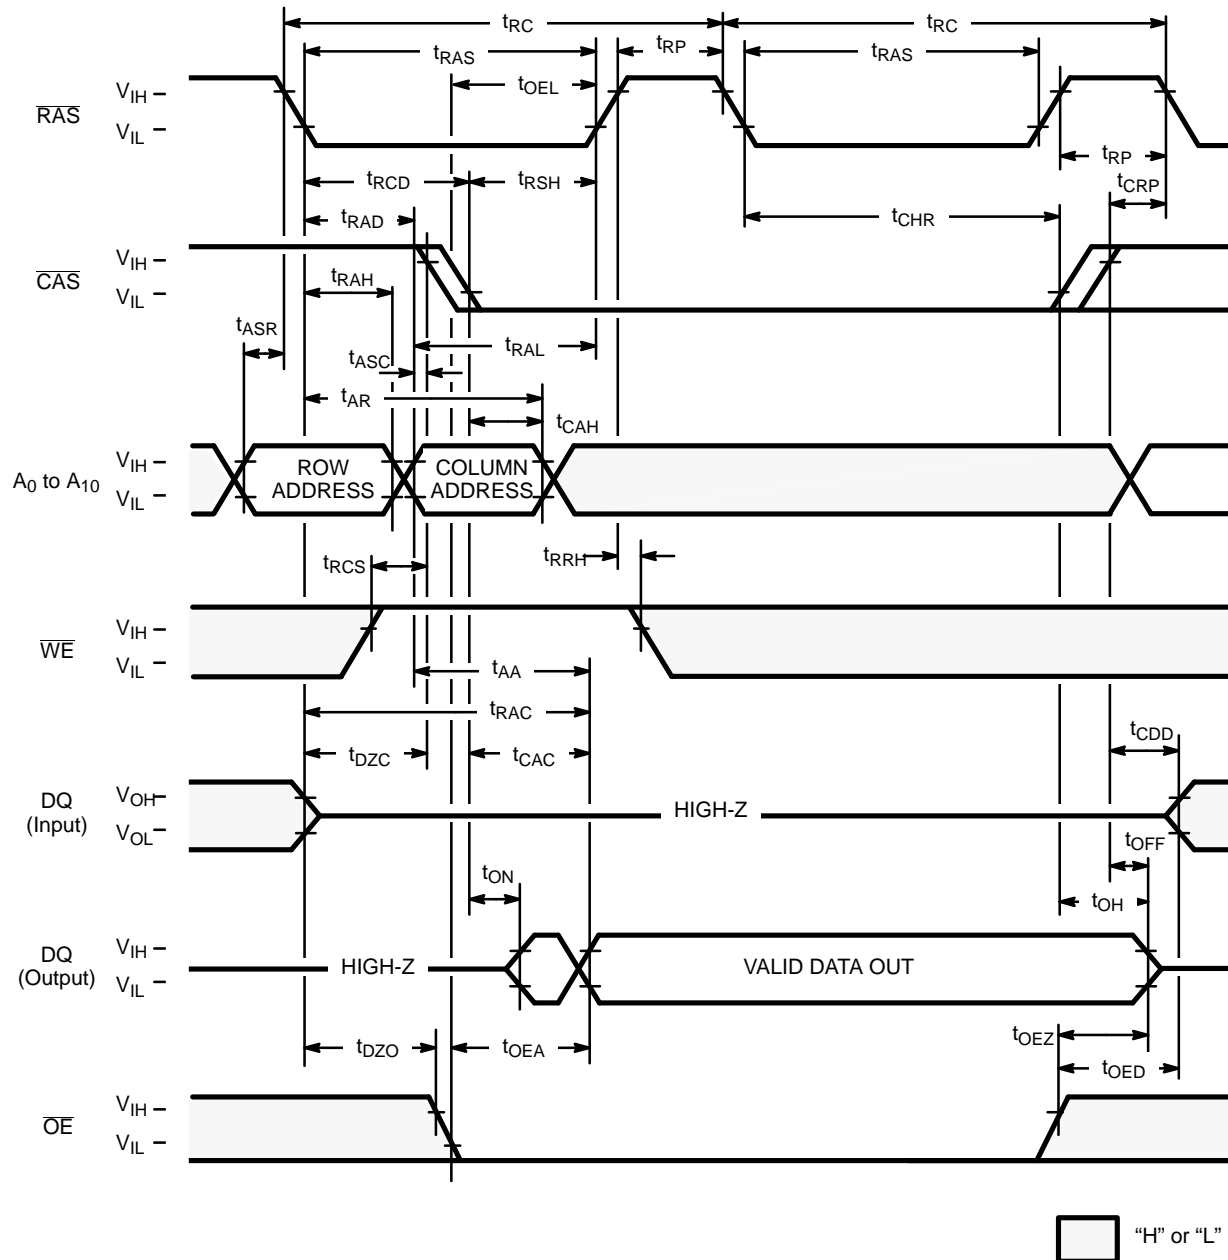 tRC
tRC
tRAS
tRP
tRAS
tOEL
RAS
VIH
VIL
tRP
tRCD
tRSH
tCRP
tRAD
tCHR
CAS
VIH
VIL
tRAH
tASR
tASC
tRAL
tAR
tCAH
A0 to A10
VIH
VIL
ROW
ADDRESS
COLUMN
ADDRESS
tRCS
tRRH
WE
VIH
VIL
tAA
tRAC
tDZC
tCAC
tCDD
DQ
(Input)
VOH
VOL
HIGH-Z
tOFF
tON
tOH
DQ
(Output)
VIH
VIL
HIGH-Z
VALID DATA OUT
tDZO
tOEA
tOEZ
tOED
OE
VIH
VIL
“H” or “L”